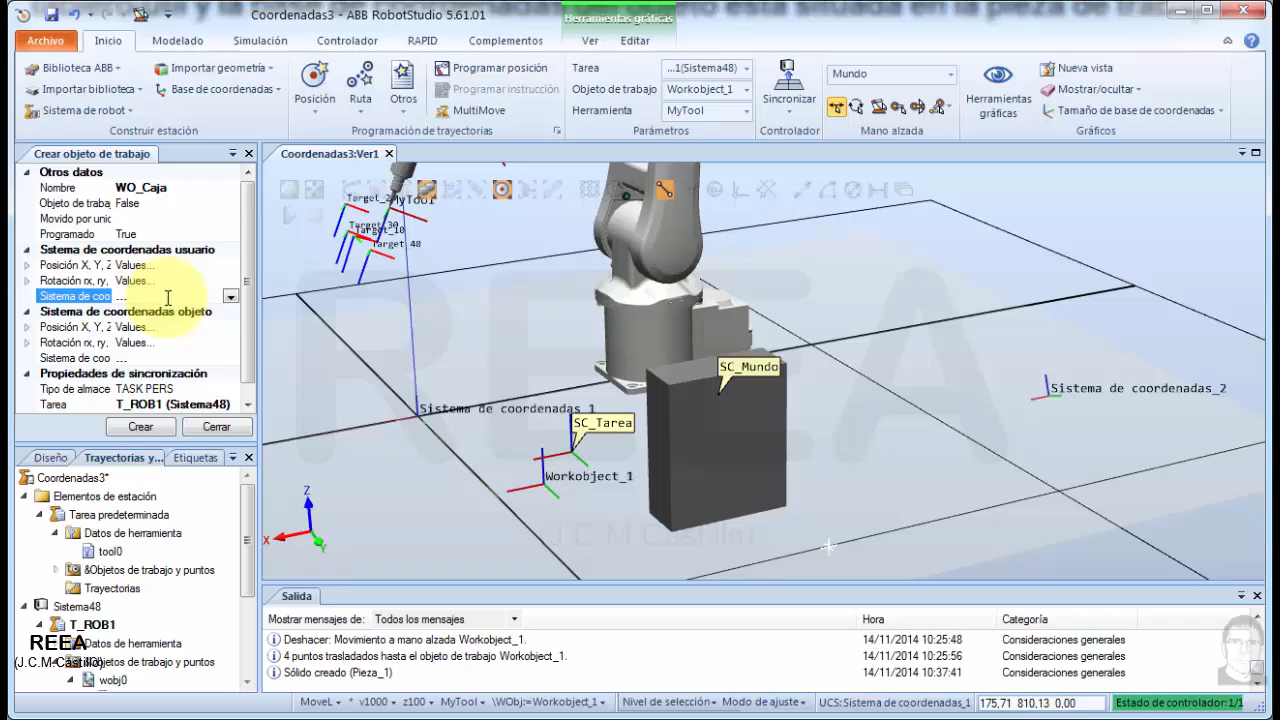 Coordenadas3 - ABB RobotStudio 5.61.01
Herramientas gráficas
Archivo Inicio Modelado Simulación Controlador RAPID Complementos Ver Editar
Biblioteca ABB Importar geometría
Importar biblioteca Base de coordenadas
Sistema de robot
Construir estación
Posición Ruta Otros
Programar posición
Programar instrucción
MultiMove
Programación de trayectorias
Tarea ...1(Sistema48)
Objeto de trabajo Workobject_1
Herramienta MyTool
Parámetros
Sincronizar
Controlador
Mundo
Mano alzada
Herramientas gráficas
Nueva vista
Mostrar/ocultar
Tamaño de base de coordenadas
Gráficos
Crear objeto de trabajo
Otros datos
Nombre WO_Caja
Objeto de traba False
Movido por unic
Programado True
Sstema de coordenadas usuario
Posición X, Y, Z Values...
Rotación rx, ry, Values...
Sistema de coo ...
Sistema de coordenadas objeto
Posición X, Y, Z Values...
Rotación rx, ry, Values...
Sistema de coo ...
Propiedades de sincronización
Tipo de almace TASK PERS
Tarea T_ROB1 (Sistema48)
Crear Cerrar
Diseño Trayectorias y... Etiquetas
Coordenadas3*
Elementos de estación
Tarea predeterminada
Datos de herramienta
tool0
&Objetos de trabajo y puntos
Trayectorias
Sistema48
T_ROB1
Datos de herramienta
Objetos de trabajo y puntos
wobj0
REEA
(J.C.M Castillo)
Coordenadas3:Ver1
MyTool
Target_30
Target_10
Target_40
SC_Mundo
Sistema de coordenadas_2
Sistema de coordenadas_1
SC_Tarea
Workobject_1
Z
X
Y
REEA
(J.C.M Castillo)
Salida
Mostrar mensajes de: Todos los mensajes Hora Categoría
Deshacer: Movimiento a mano alzada Workobject_1. 14/11/2014 10:25:48 Consideraciones generales
4 puntos trasladados hasta el objeto de trabajo Workobject_1. 14/11/2014 10:25:56 Consideraciones generales
Sólido creado (Pieza_1) 14/11/2014 10:37:41 Consideraciones generales
MoveL * v1000 z100 MyTool \WObj:=Workobject_1 Nivel de selección Modo de ajuste UCS: Sistema de coordenadas_1 175,71 810,13 0,00 Estado de controlador: 1/1